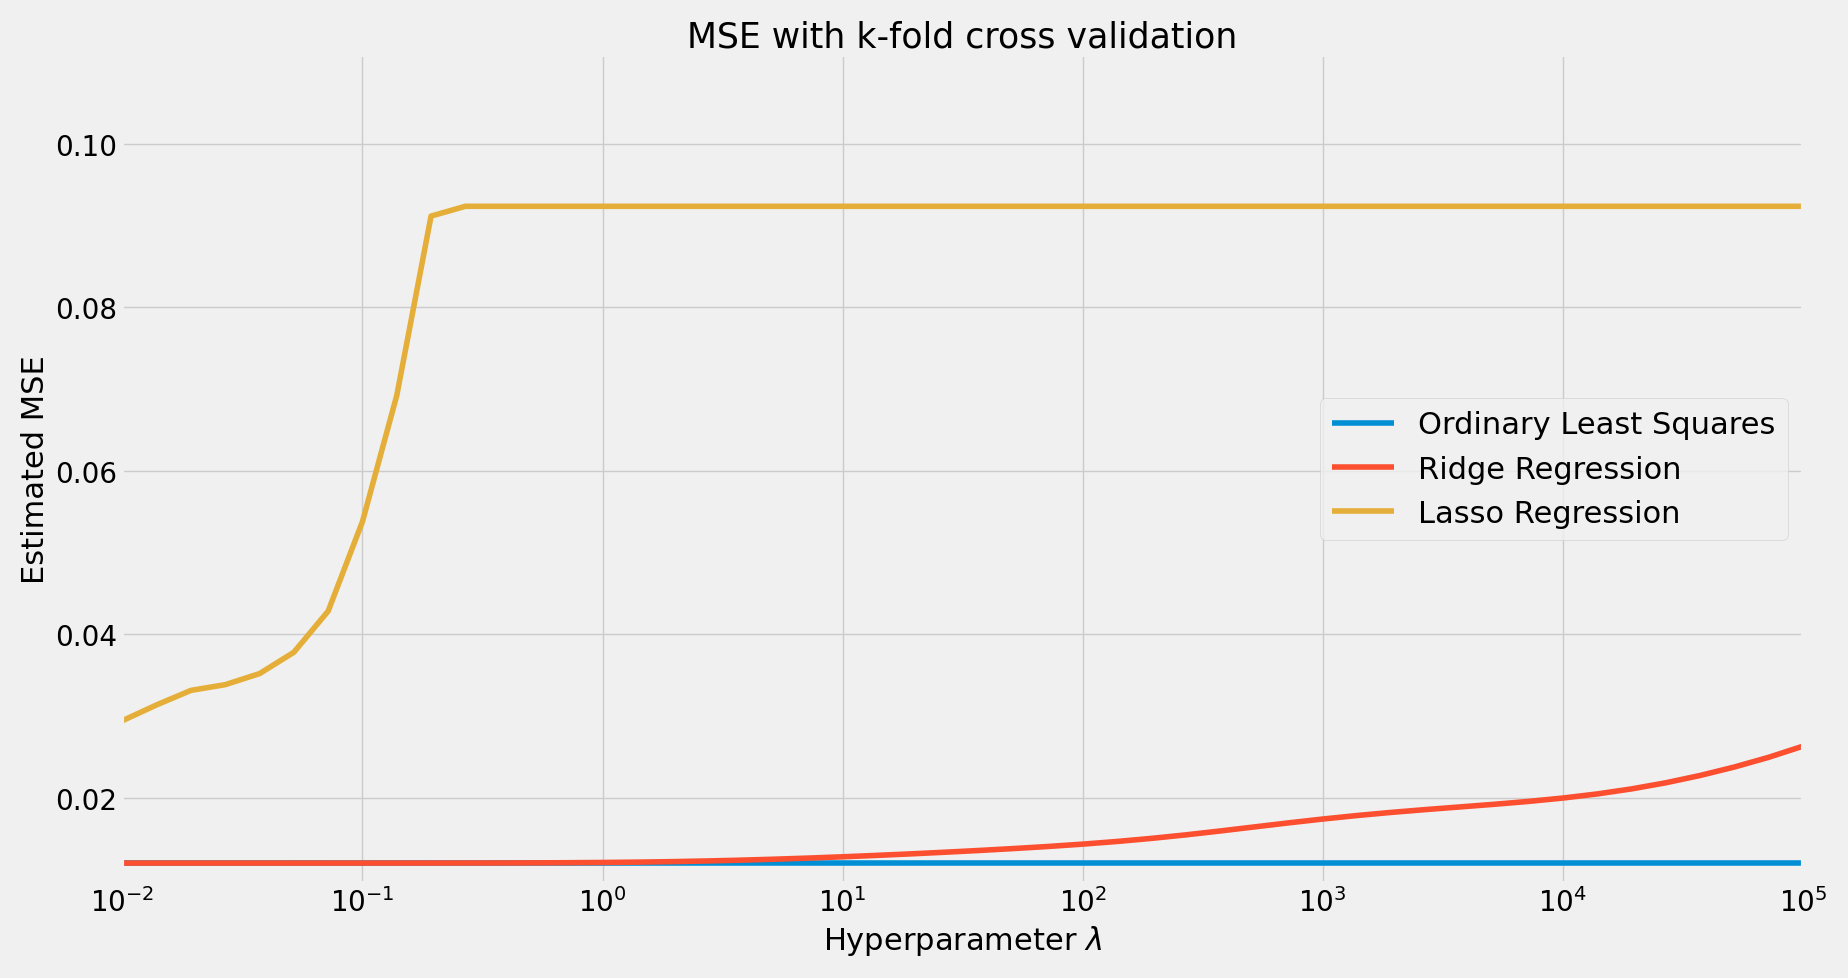 MSE with k-fold cross validation
Estimated MSE
0.10
0.08
0.06
0.04
0.02
Ordinary Least Squares
Ridge Regression
Lasso Regression
10⁻² 10⁻¹ 10⁰ 10¹ 10² 10³ 10⁴ 10⁵
Hyperparameter λ